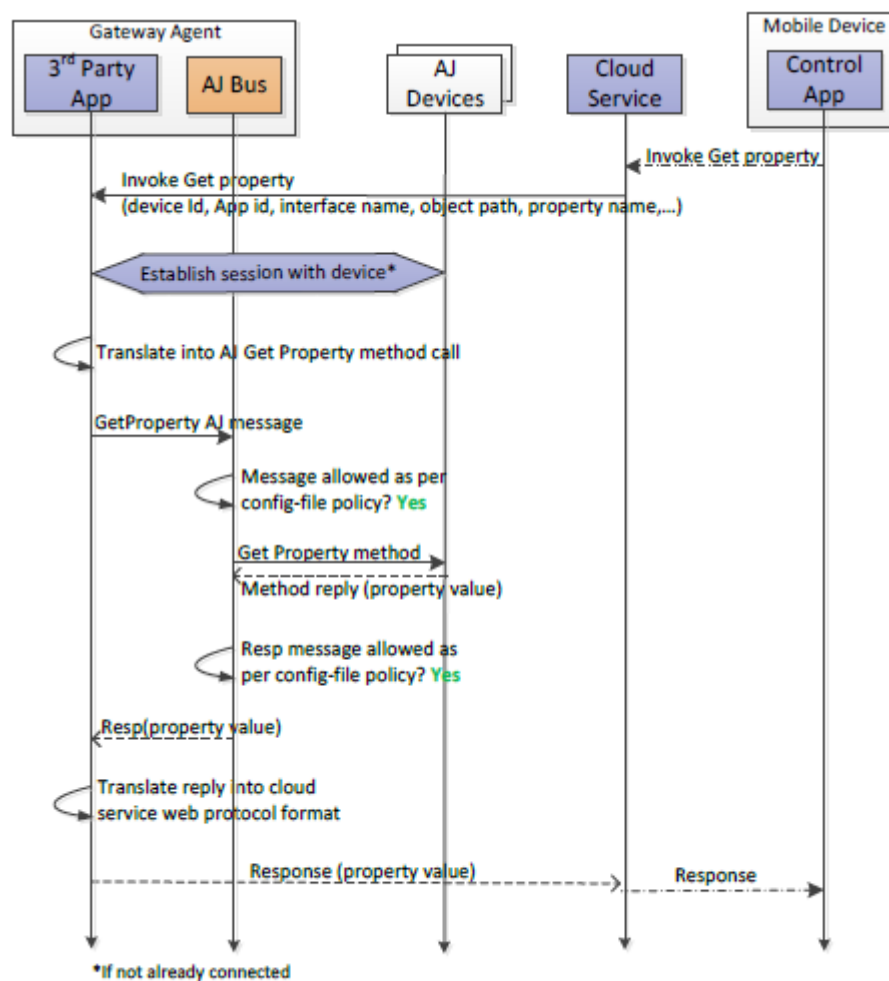 Gateway Agent
Mobile Device
3rd Party
App
AJ Bus
AJ
Devices
Cloud
Service
Control
App
Invoke Get property
Invoke Get property
(device Id, App id, interface name, object path, property name,...)
Establish session with device*
Translate into AJ Get Property method call
GetProperty AJ message
Message allowed as per
config-file policy? Yes
Get Property method
Method reply (property value)
Resp message allowed as
per config-file policy? Yes
Resp(property value)
Translate reply into cloud
service web protocol format
Response (property value)
Response
*If not already connected